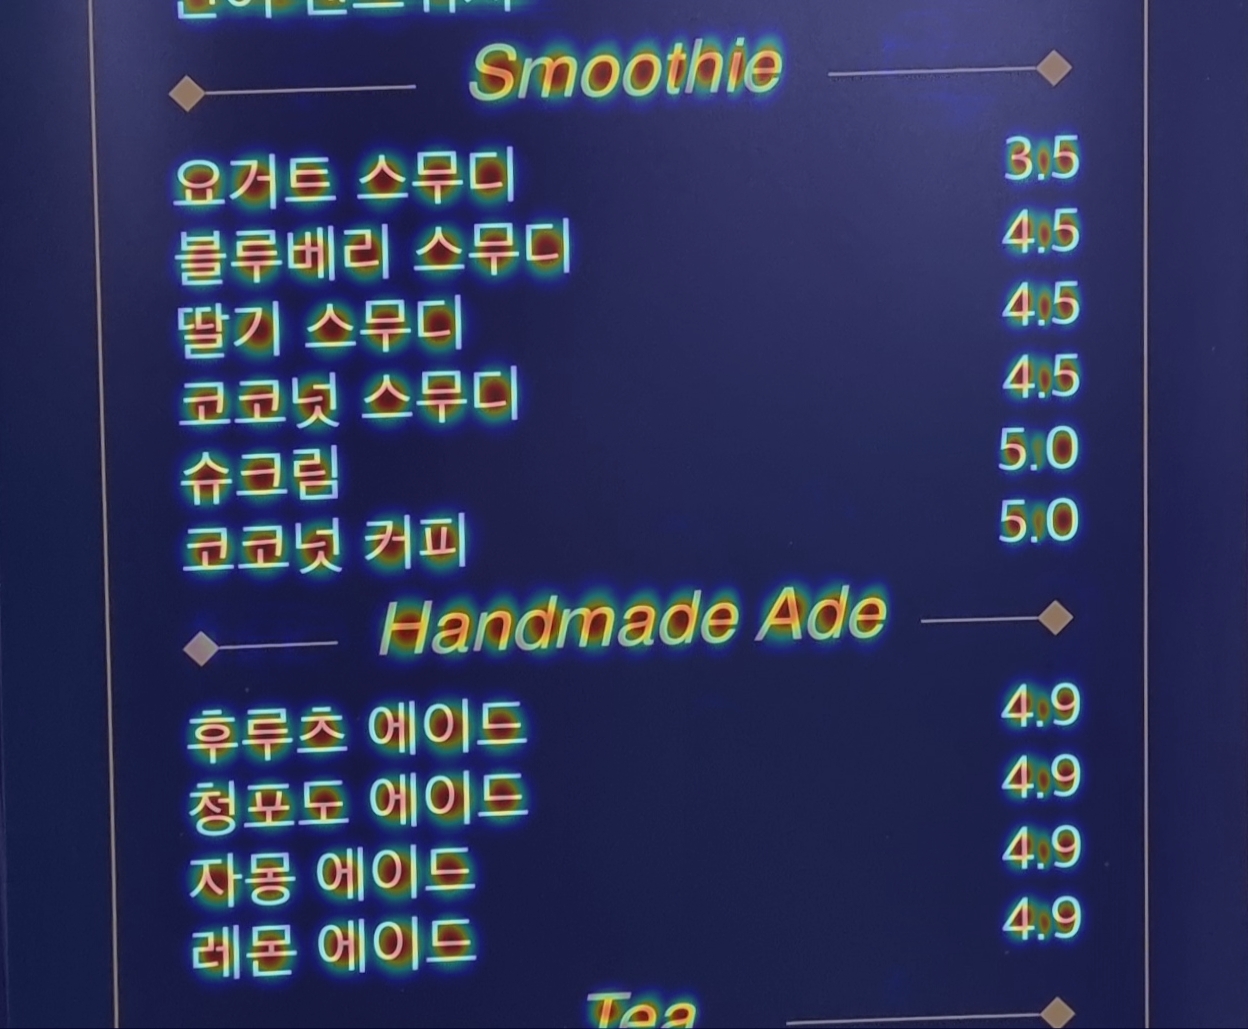 Smoothie
요거트 스무디 3.5
블루베리 스무디 4.5
딸기 스무디 4.5
코코넛 스무디 4.5
슈크림 5.0
코코넛 커피 5.0
Handmade Ade
후루츠 에이드 4.9
청포도 에이드 4.9
자몽 에이드 4.9
레몬 에이드 4.9
Tea